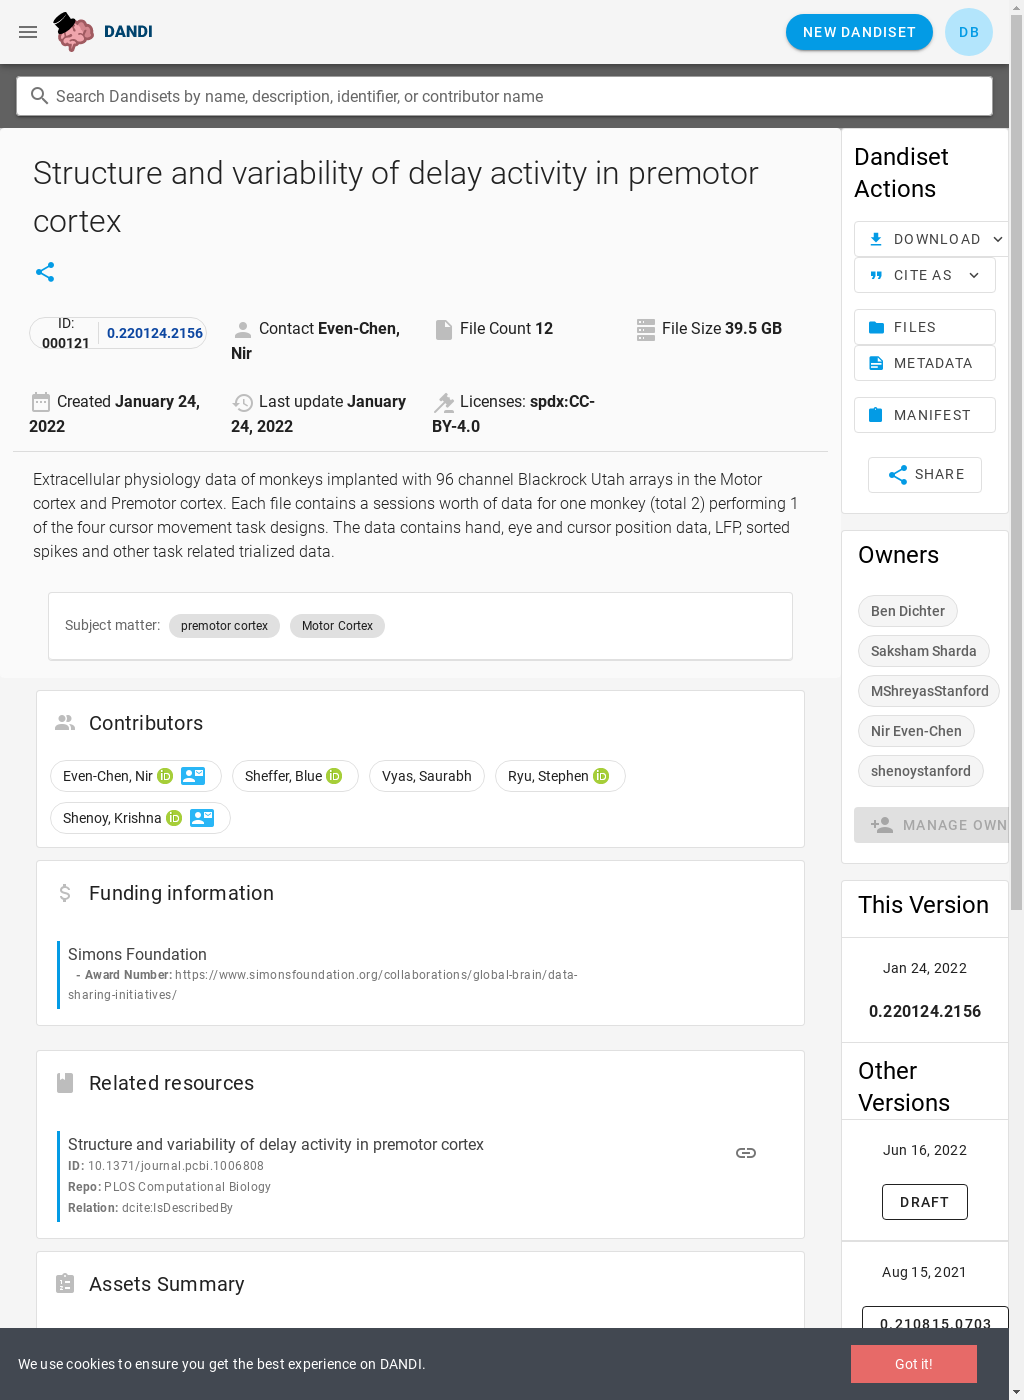 DANDI
NEW DANDISET
DB
Search Dandisets by name, description, identifier, or contributor name
Structure and variability of delay activity in premotor
cortex
ID:
000121
0.220124.2156
Contact Even-Chen,
Nir
File Count 12
File Size 39.5 GB
Created January 24,
2022
Last update January
24, 2022
Licenses: spdx:CC-
BY-4.0
Extracellular physiology data of monkeys implanted with 96 channel Blackrock Utah arrays in the Motor
cortex and Premotor cortex. Each file contains a sessions worth of data for one monkey (total 2) performing 1
of the four cursor movement task designs. The data contains hand, eye and cursor position data, LFP, sorted
spikes and other task related trialized data.
Subject matter:
premotor cortex
Motor Cortex
Contributors
Even-Chen, Nir
Sheffer, Blue
Vyas, Saurabh
Ryu, Stephen
Shenoy, Krishna
Funding information
Simons Foundation
- Award Number: https://www.simonsfoundation.org/collaborations/global-brain/data-
sharing-initiatives/
Related resources
Structure and variability of delay activity in premotor cortex
ID: 10.1371/journal.pcbi.1006808
Repo: PLOS Computational Biology
Relation: dcite:IsDescribedBy
Assets Summary
Dandiset
Actions
DOWNLOAD
CITE AS
FILES
METADATA
MANIFEST
SHARE
Owners
Ben Dichter
Saksham Sharda
MShreyasStanford
Nir Even-Chen
shenoystanford
MANAGE OWN
This Version
Jan 24, 2022
0.220124.2156
Other
Versions
Jun 16, 2022
DRAFT
Aug 15, 2021
0.210815.0703
We use cookies to ensure you get the best experience on DANDI.
Got it!